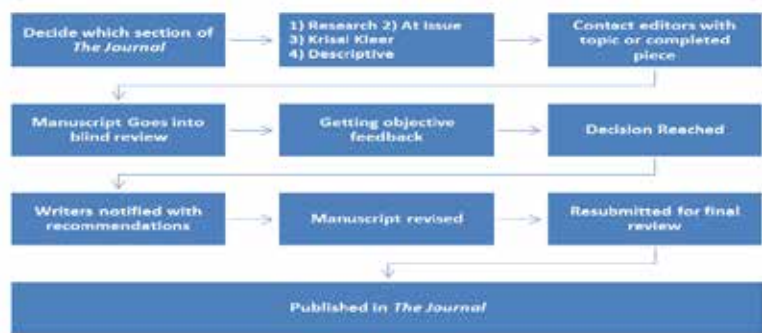 Decide which section of
The Journal
1) Research 2) At Issue
3) Krisal Kleer
4) Descriptive
Contact editors with
topic or completed
piece
Manuscript Goes into
blind review
Getting objective
feedback
Decision Reached
Writers notified with
recommendations
Manuscript revised
Resubmitted for final
review
Published in The Journal